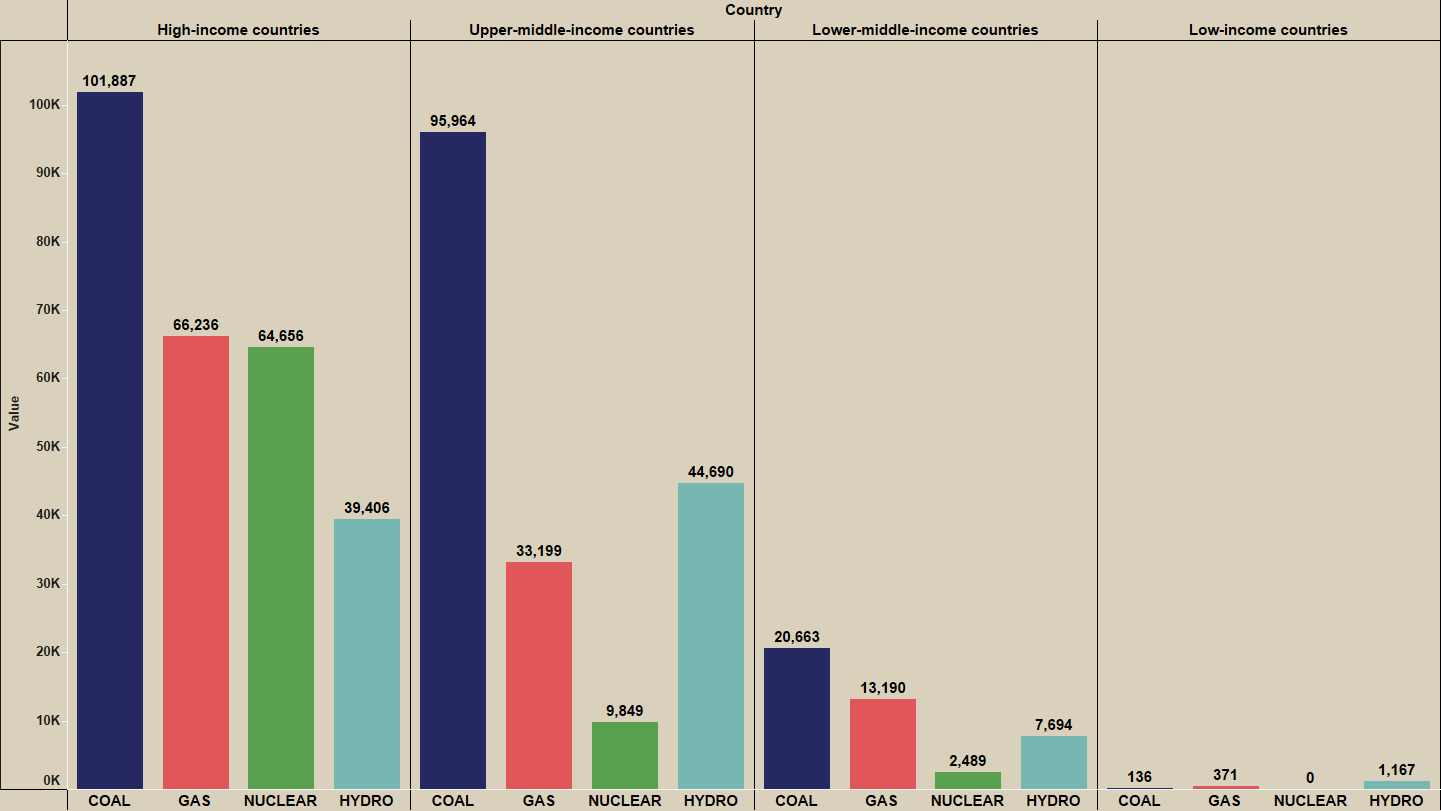 Country
High-income countries Upper-middle-income countries Lower-middle-income countries Low-income countries
101,887
100K
95,964
90K
80K
70K
66,236
64,656
60K
Value
50K
44,690
40K
39,406
33,199
30K
20,663
20K
13,190
10K
9,849
7,694
2,489
0K
136
371
0
1,167
COAL GAS NUCLEAR HYDRO COAL GAS NUCLEAR HYDRO COAL GAS NUCLEAR HYDRO COAL GAS NUCLEAR HYDRO